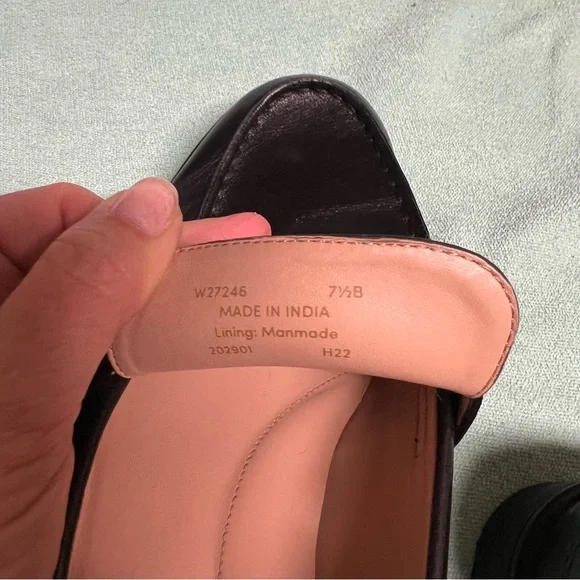 W27246 7½B
MADE IN INDIA
Lining: Manmade
202901 H22